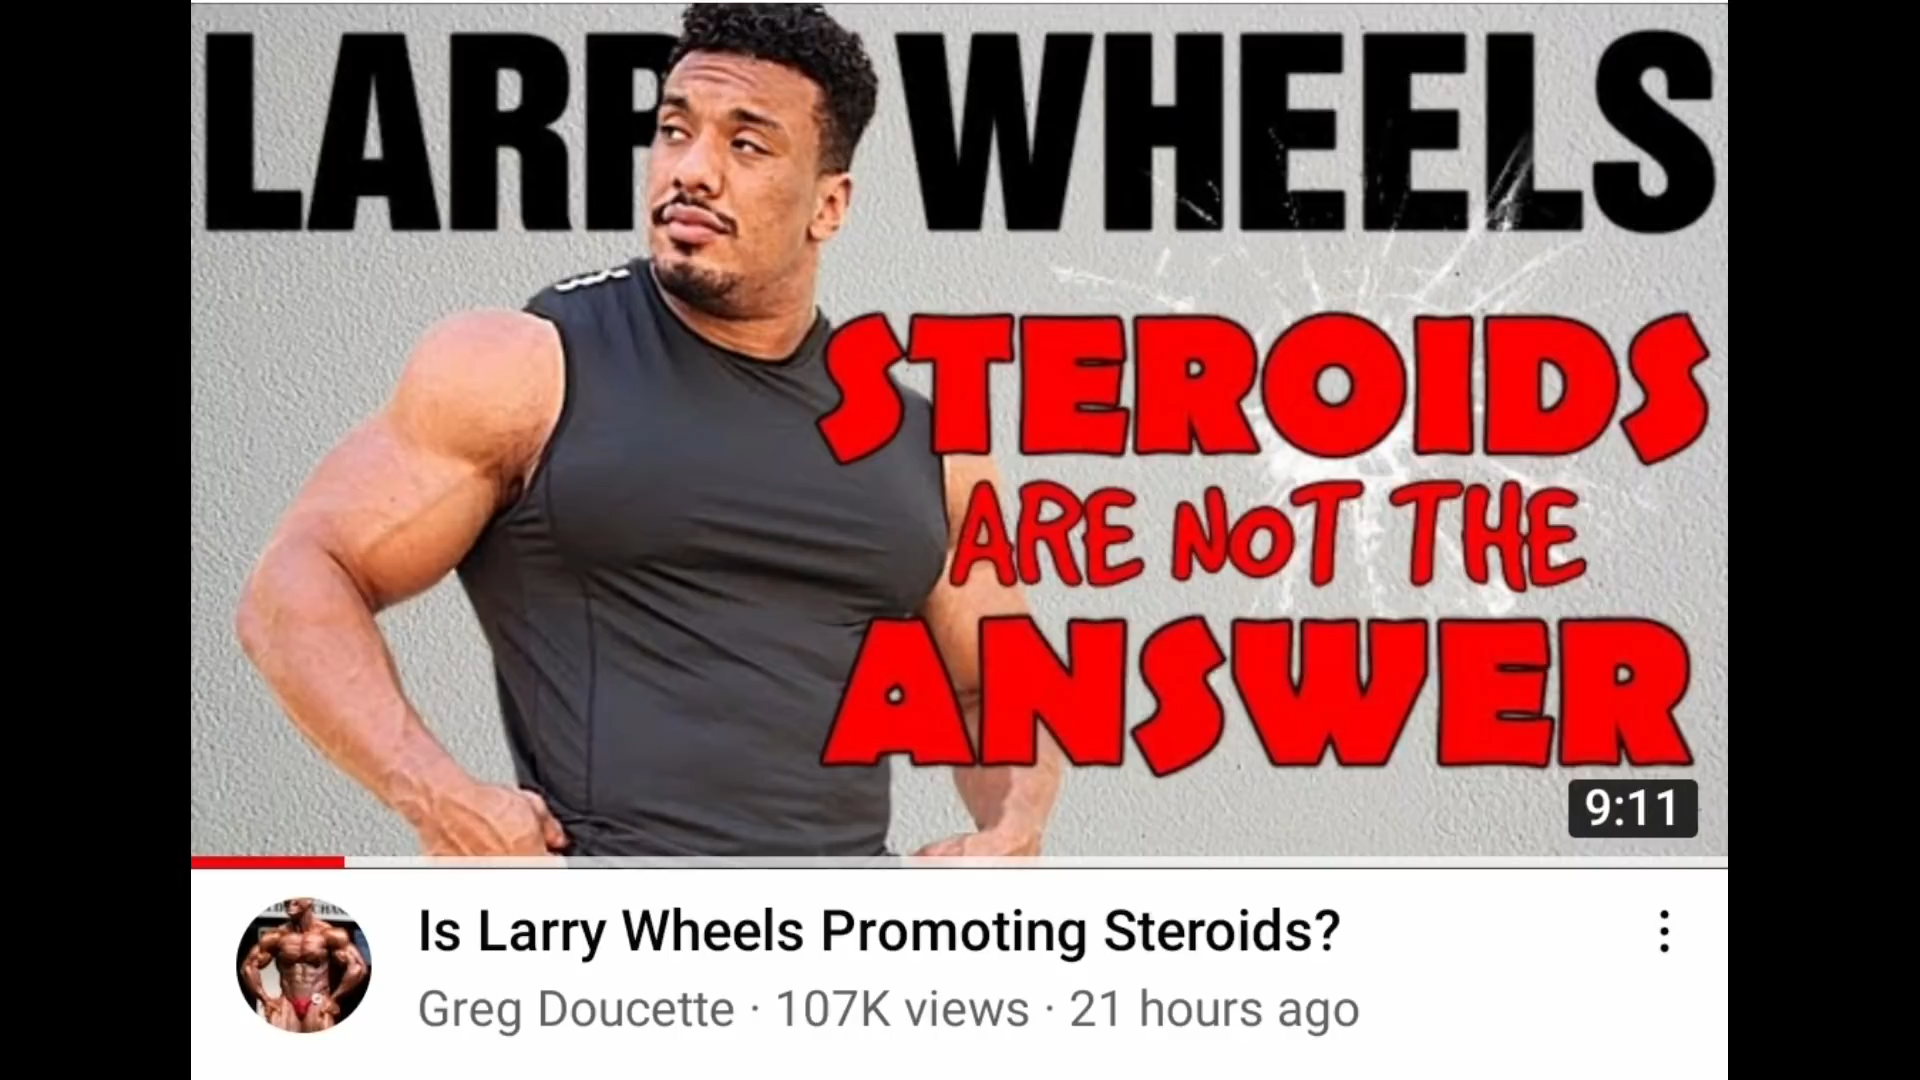 LARR WHEELS
STEROIDS
ARE NOT THE
ANSWER
9:11
Is Larry Wheels Promoting Steroids?
Greg Doucette · 107K views · 21 hours ago